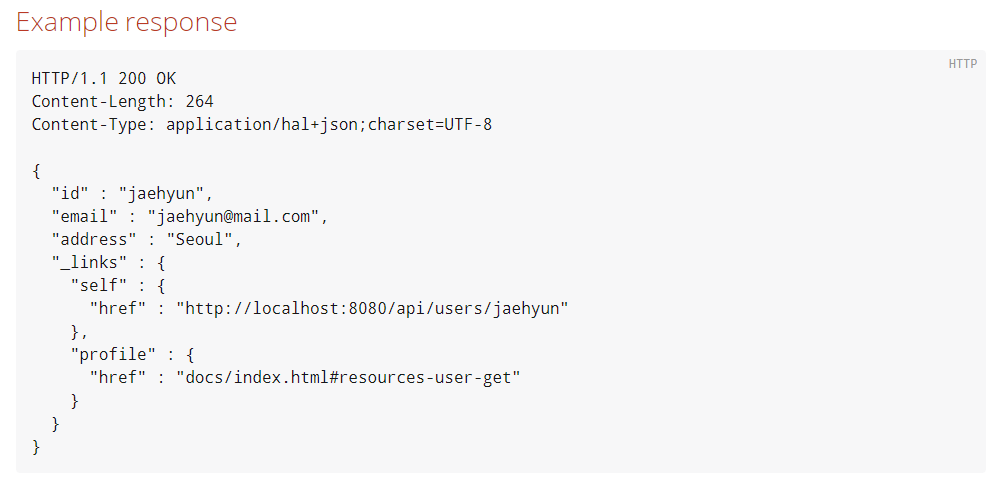 Example response
HTTP
HTTP/1.1 200 OK
Content-Length: 264
Content-Type: application/hal+json;charset=UTF-8

{
  "id" : "jaehyun",
  "email" : "jaehyun@mail.com",
  "address" : "Seoul",
  "_links" : {
    "self" : {
      "href" : "http://localhost:8080/api/users/jaehyun"
    },
    "profile" : {
      "href" : "docs/index.html#resources-user-get"
    }
  }
}